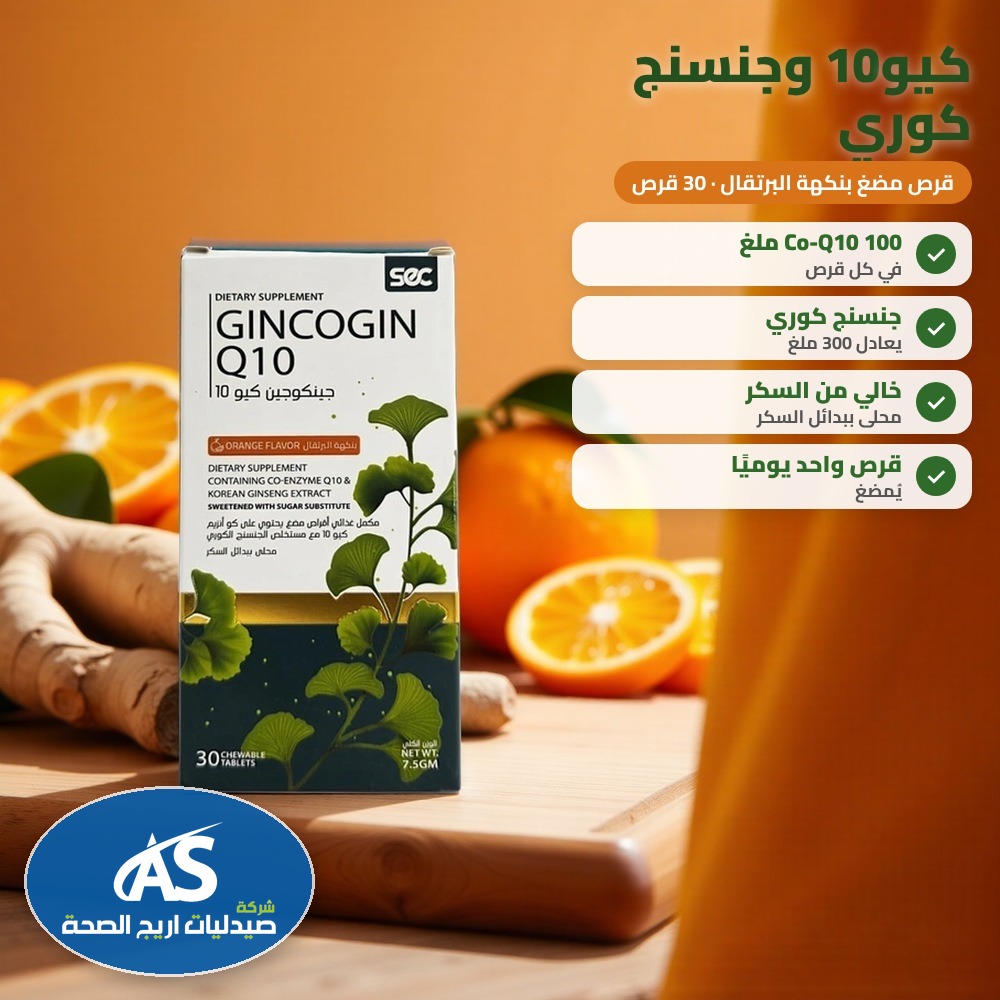 كيو10 وجنسنج
كوري
قرص مضغ بنكهة البرتقال · 30 قرص
Co-Q10 100 ملغ
في كل قرص
جنسنج كوري
يعادل 300 ملغ
خالي من السكر
محلى ببدائل السكر
قرص واحد يوميًا
يُمضغ
sec
DIETARY SUPPLEMENT
GINCOGIN
Q10
جينكوجين كيو 10
ORANGE FLAVOR بنكهة البرتقال
DIETARY SUPPLEMENT
CONTAINING CO-ENZYME Q10 &
KOREAN GINSENG EXTRACT
SWEETENED WITH SUGAR SUBSTITUTE
مكمل غذائي أقراص مضغ يحتوي على كو أنزيم
كيو 10 مع مستخلص الجنسنج الكوري
محلى ببدائل السكر
30 CHEWABLE
TABLETS
الوزن الكلي
NET WT.
7.5GM
AS
شركة
صيدليات اريج الصحة